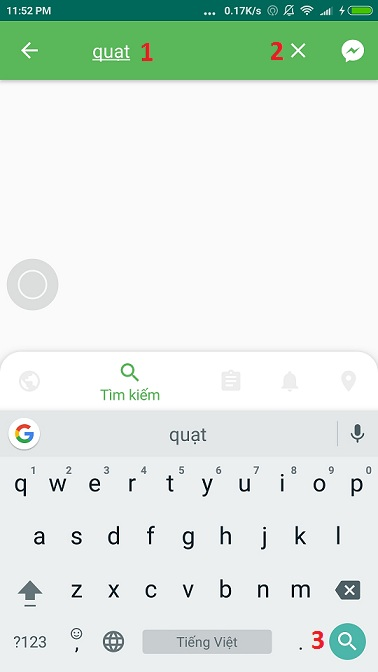 11:52 PM ... 0.17K/s
quạt 1 2
Tìm kiếm
G quạt
1 2 3 4 5 6 7 8 9 0
q w e r t y u i o p
a s d f g h j k l
z x c v b n m
?123 , Tiếng Việt . 3